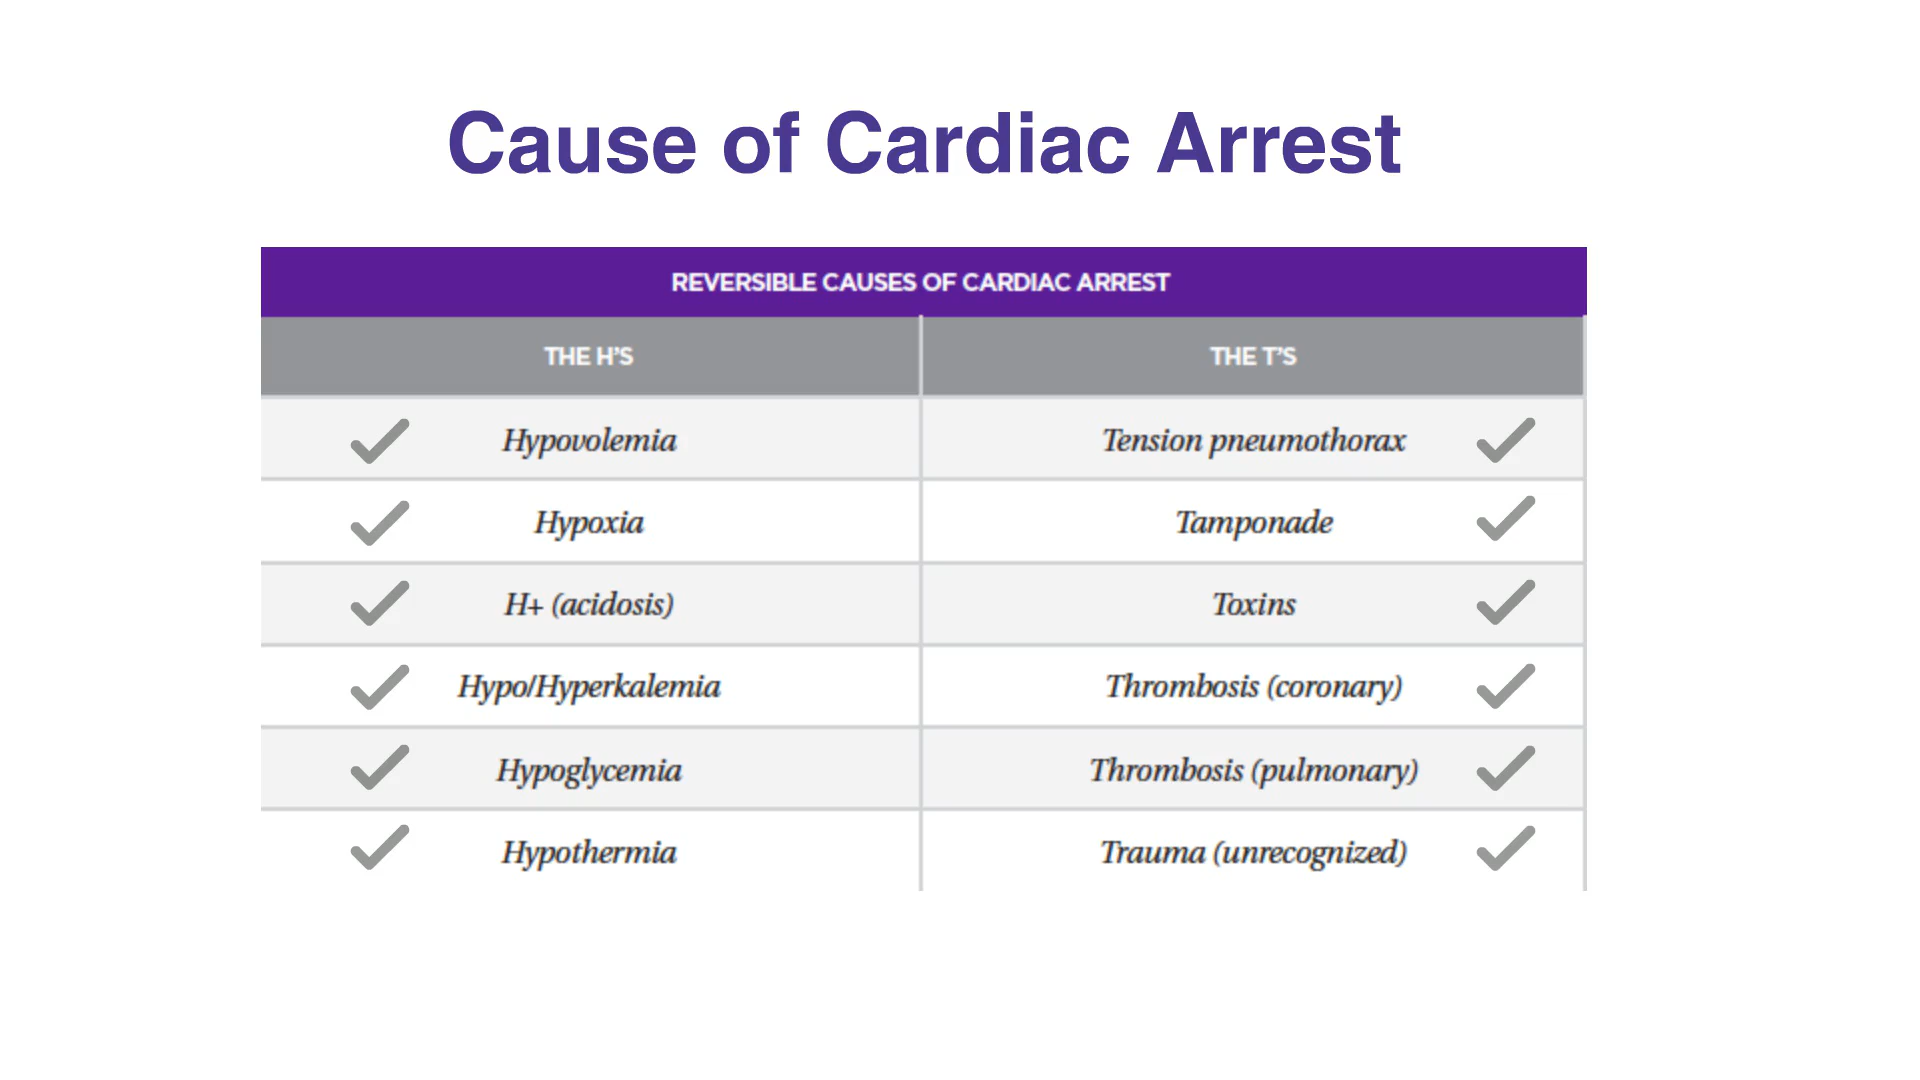 Cause of Cardiac Arrest
REVERSIBLE CAUSES OF CARDIAC ARREST
THE H'S THE T'S
Hypovolemia Tension pneumothorax
Hypoxia Tamponade
H+ (acidosis) Toxins
Hypo/Hyperkalemia Thrombosis (coronary)
Hypoglycemia Thrombosis (pulmonary)
Hypothermia Trauma (unrecognized)